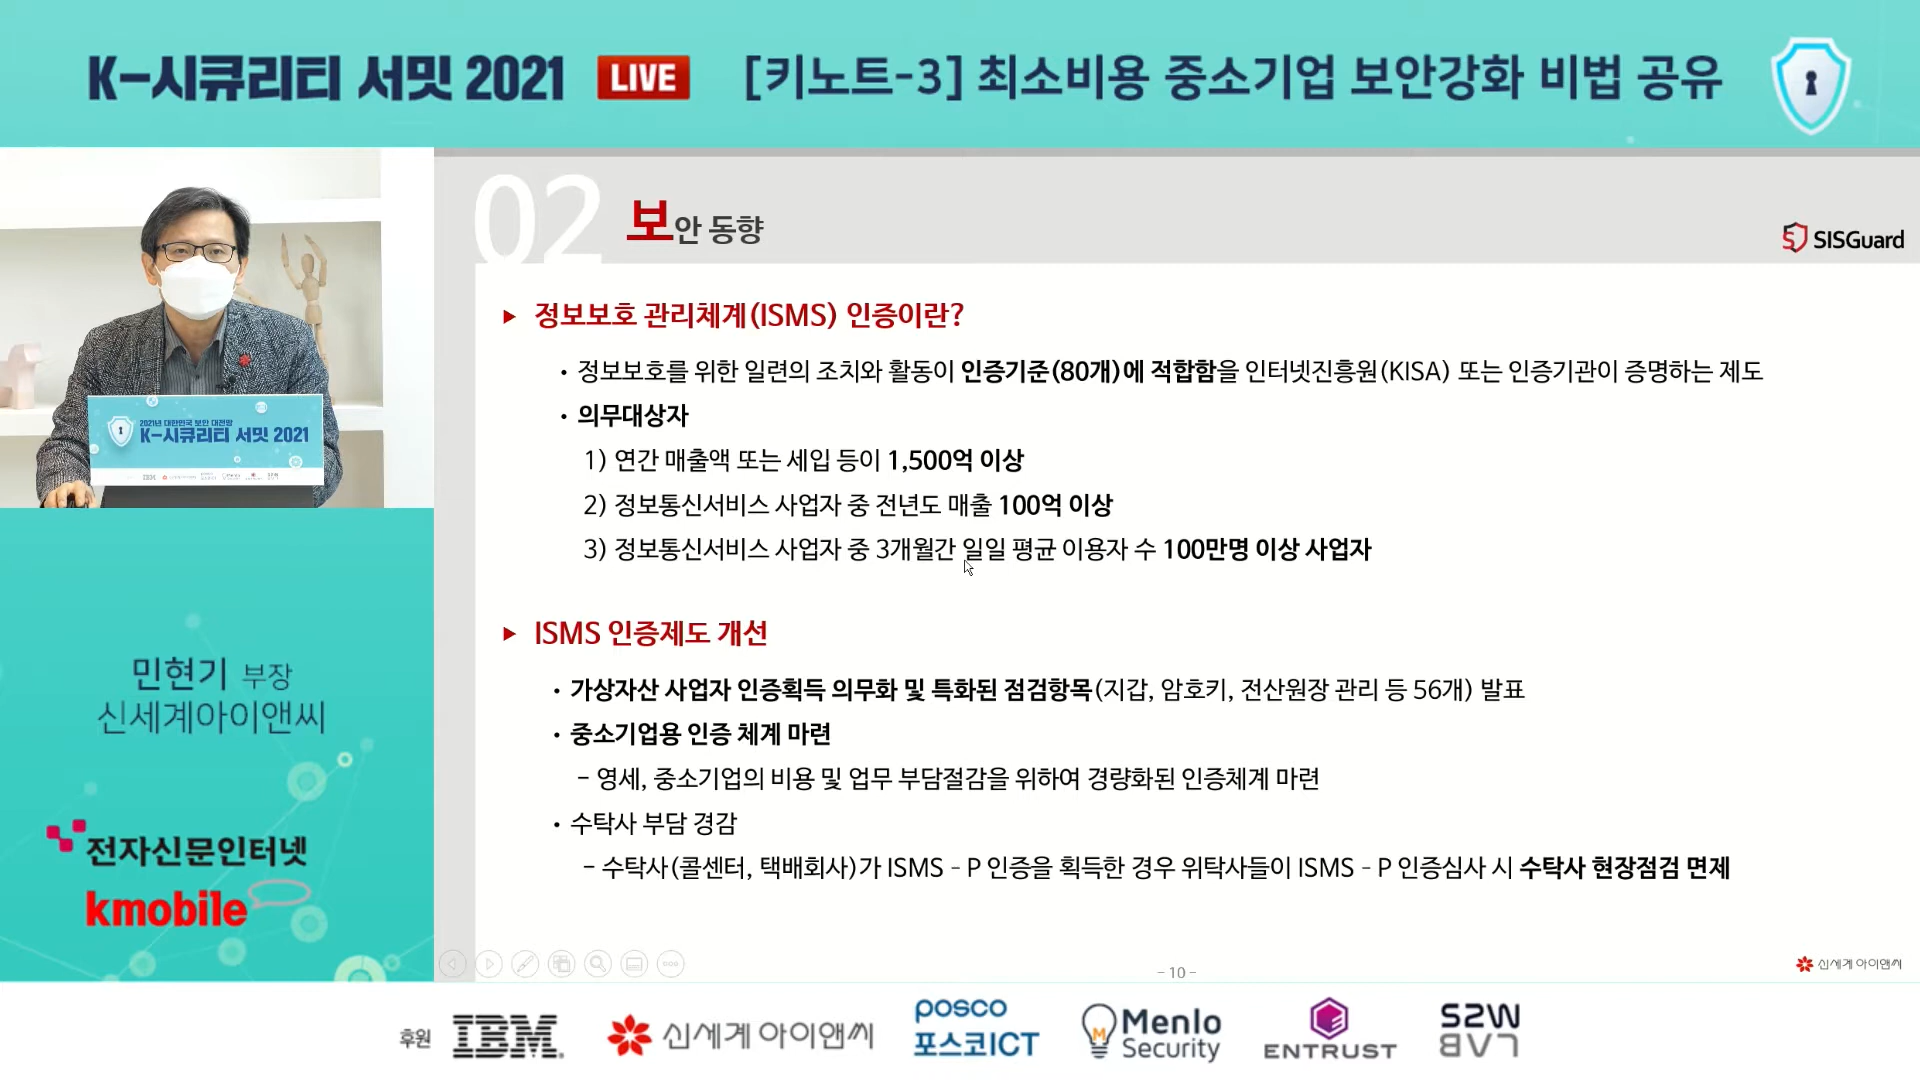 K-시큐리티 서밋 2021 LIVE [키노트-3] 최소비용 중소기업 보안강화 비법 공유
02 보안 동향
SISGuard
▶ 정보보호 관리체계(ISMS) 인증이란?
• 정보보호를 위한 일련의 조치와 활동이 인증기준(80개)에 적합함을 인터넷진흥원(KISA) 또는 인증기관이 증명하는 제도
• 의무대상자
1) 연간 매출액 또는 세입 등이 1,500억 이상
2) 정보통신서비스 사업자 중 전년도 매출 100억 이상
3) 정보통신서비스 사업자 중 3개월간 일일 평균 이용자 수 100만명 이상 사업자
▶ ISMS 인증제도 개선
• 가상자산 사업자 인증획득 의무화 및 특화된 점검항목(지갑, 암호키, 전산원장 관리 등 56개) 발표
• 중소기업용 인증 체계 마련
- 영세, 중소기업의 비용 및 업무 부담절감을 위하여 경량화된 인증체계 마련
• 수탁사 부담 경감
- 수탁사(콜센터, 택배회사)가 ISMS - P 인증을 획득한 경우 위탁사들이 ISMS - P 인증심사 시 수탁사 현장점검 면제
- 10 -
신세계 아이앤씨
2021년 대한민국 보안 대전망
K-시큐리티 서밋 2021
민현기 부장
신세계아이앤씨
전자신문인터넷
kmobile
후원 IBM 신세계 아이앤씨 posco 포스코ICT Menlo Security ENTRUST S2W LAB